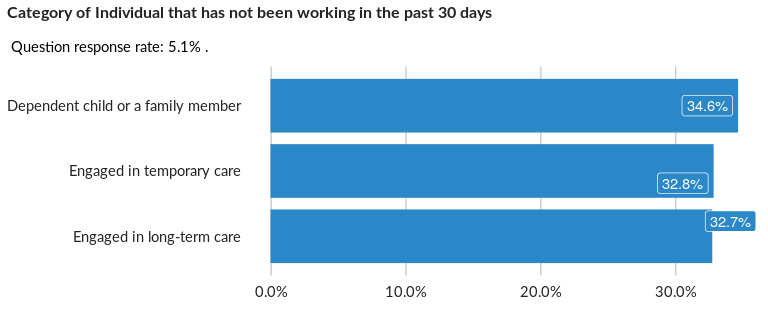 Category of Individual that has not been working in the past 30 days
Question response rate: 5.1% .
Dependent child or a family member
34.6%
Engaged in temporary care
32.8%
Engaged in long-term care
32.7%
0.0% 10.0% 20.0% 30.0%